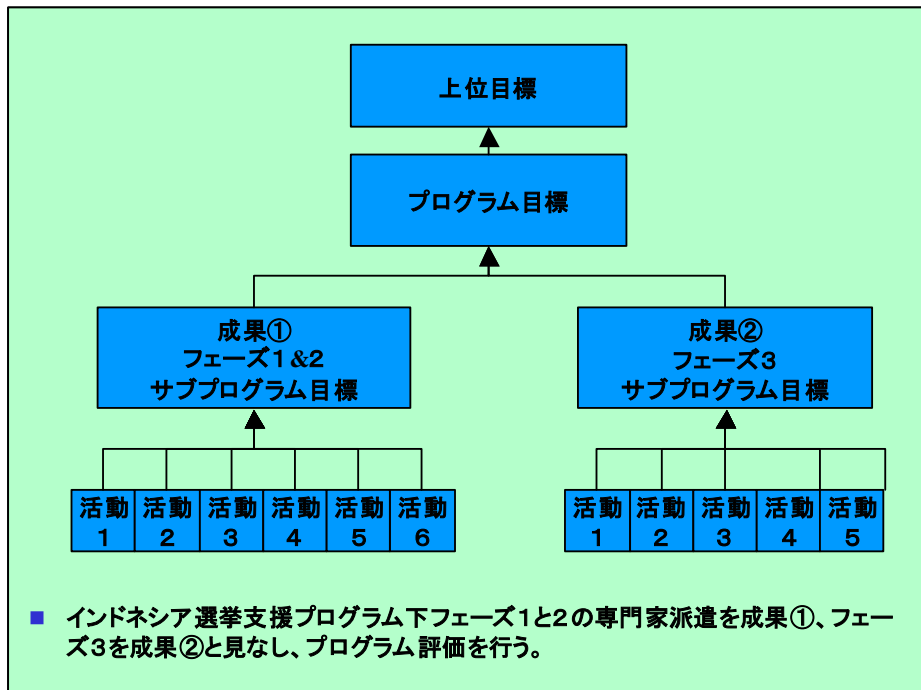 上位目標
プログラム目標
成果①
フェーズ1&2
サブプログラム目標
成果②
フェーズ3
サブプログラム目標
活動
1
活動
2
活動
3
活動
4
活動
5
活動
6
活動
1
活動
2
活動
3
活動
4
活動
5
■ インドネシア選挙支援プログラム下フェーズ1と2の専門家派遣を成果①、フェー
ズ3を成果②と見なし、プログラム評価を行う。